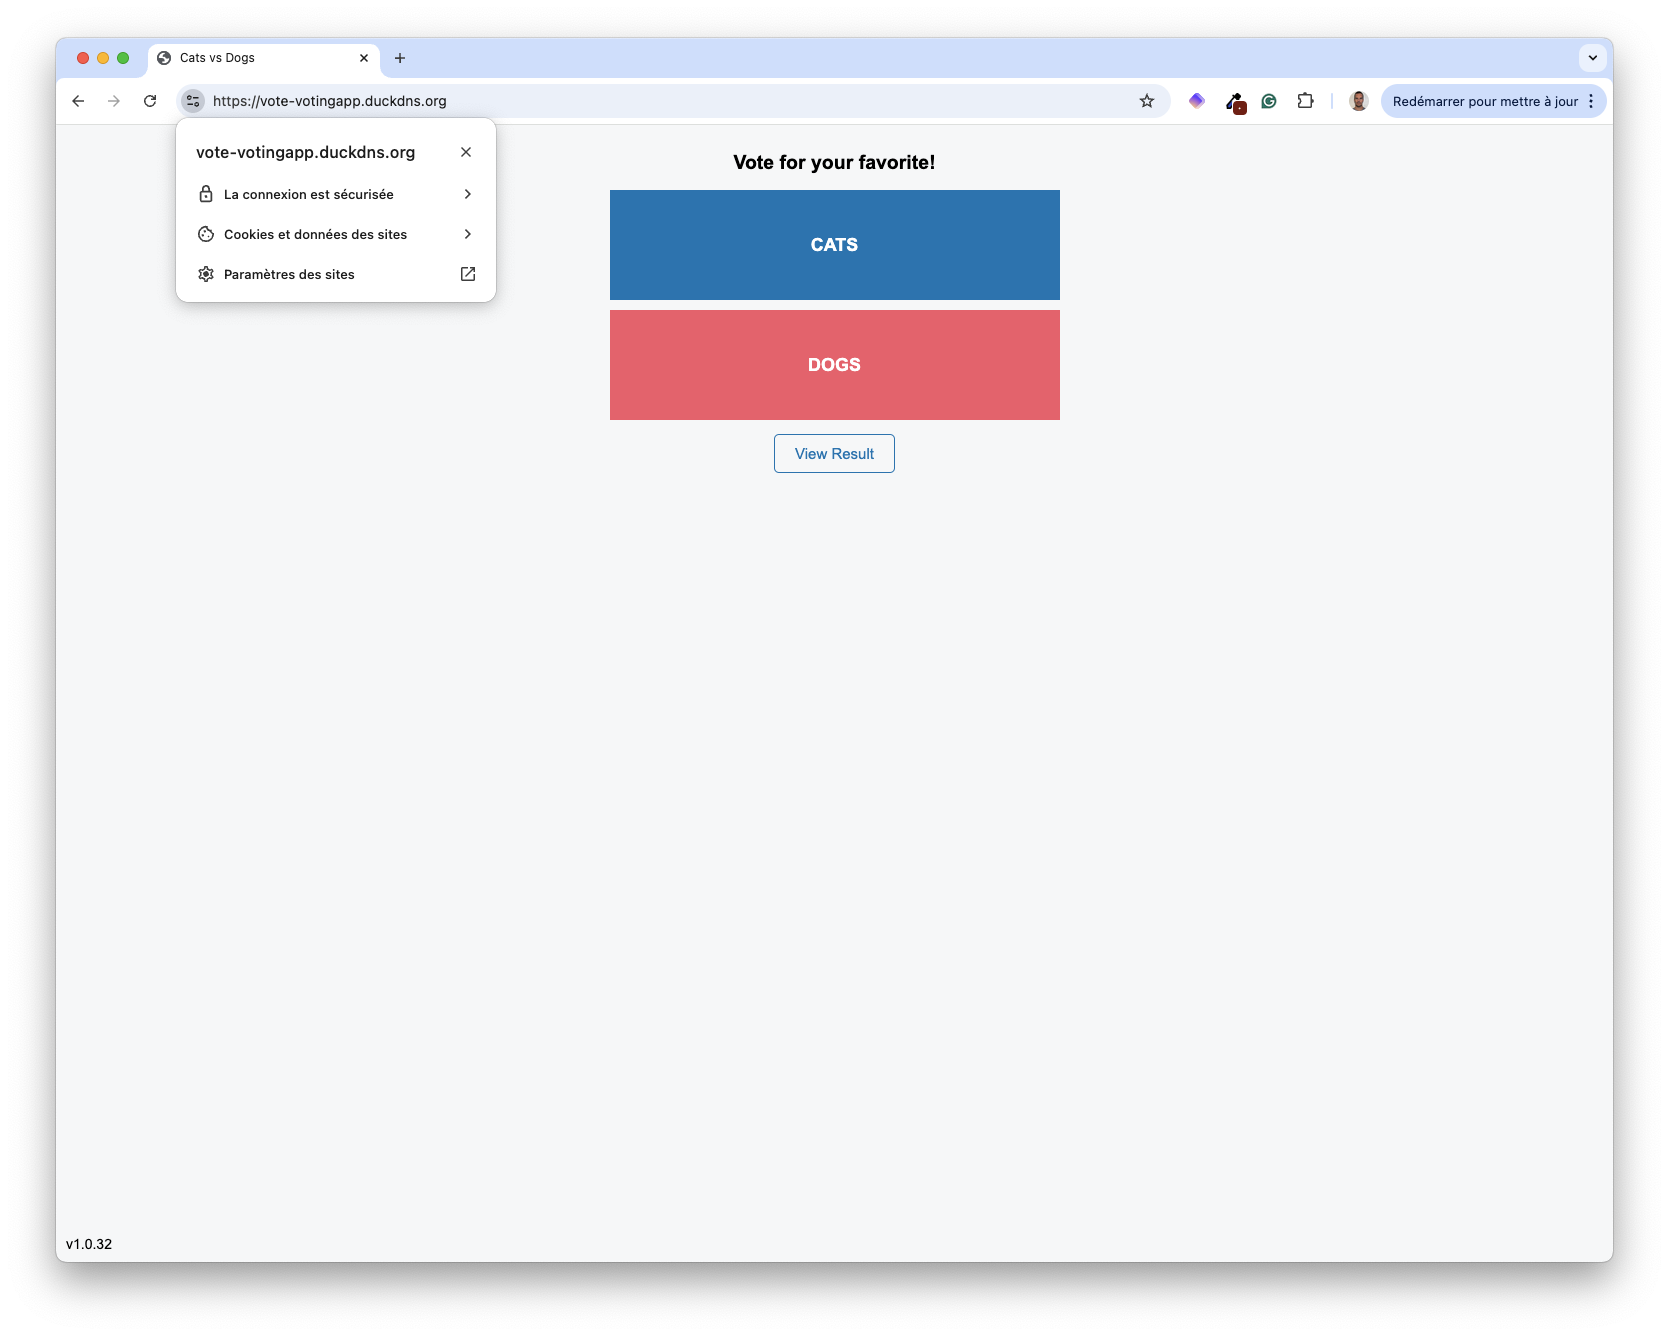 Cats vs Dogs
https://vote-votingapp.duckdns.org
Redémarrer pour mettre à jour
vote-votingapp.duckdns.org
La connexion est sécurisée
Cookies et données des sites
Paramètres des sites
Vote for your favorite!
CATS
DOGS
View Result
v1.0.32